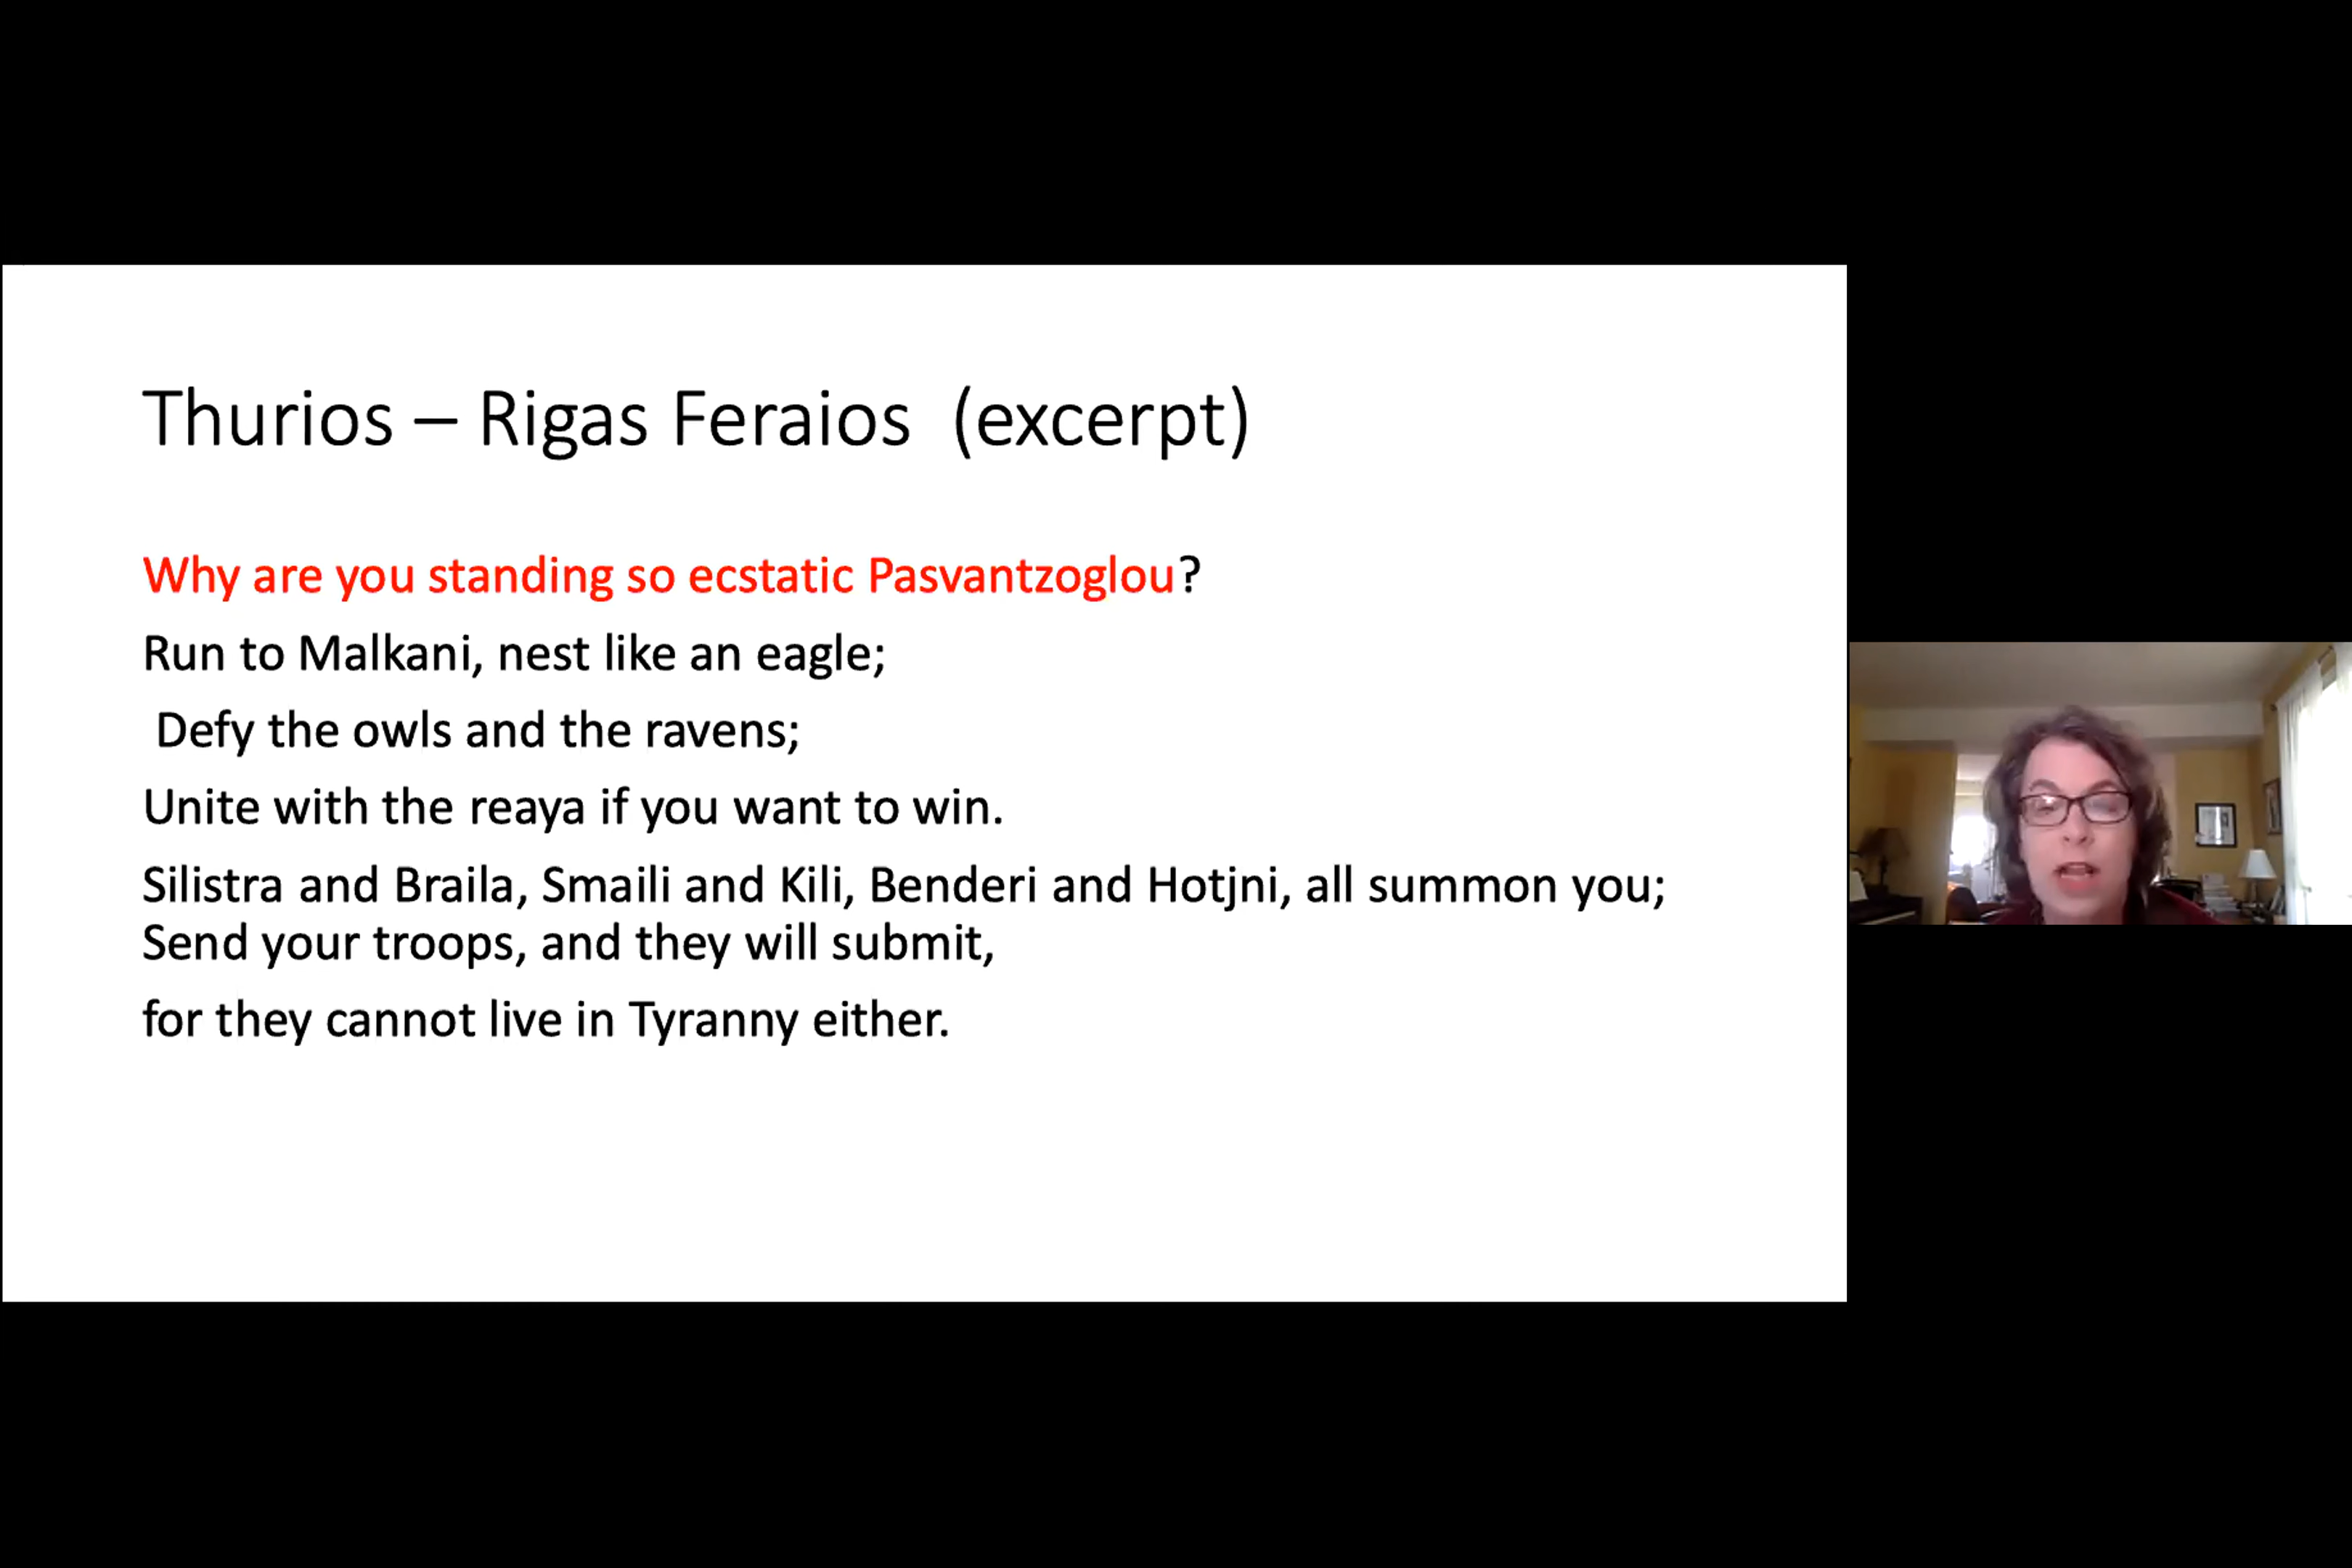 Thurios – Rigas Feraios (excerpt)
Why are you standing so ecstatic Pasvantzoglou?
Run to Malkani, nest like an eagle;
Defy the owls and the ravens;
Unite with the reaya if you want to win.
Silistra and Braila, Smaili and Kili, Benderi and Hotjni, all summon you;
Send your troops, and they will submit,
for they cannot live in Tyranny either.